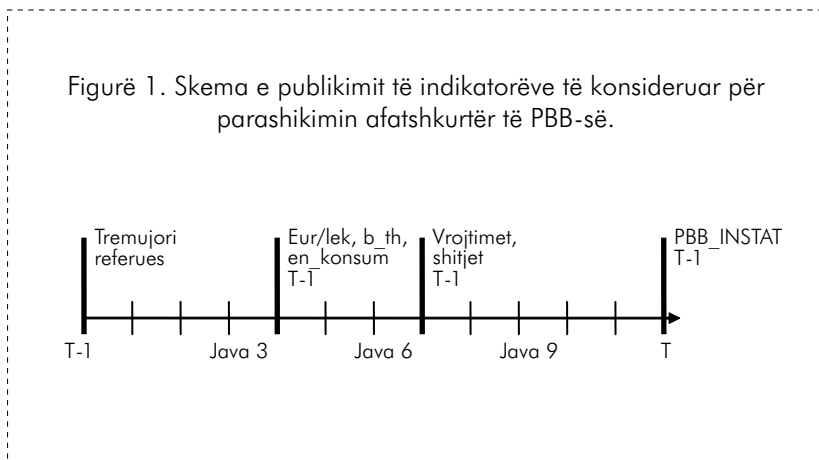 Figurë 1. Skema e publikimit të indikatorëve të konsideruar për
parashikimin afatshkurtër të PBB-së.
Tremujori
referues
Eur/lek, b_th,
en_konsum
T-1
Vrojtimet,
shitjet
T-1
PBB_INSTAT
T-1
T-1
Java 3
Java 6
Java 9
T